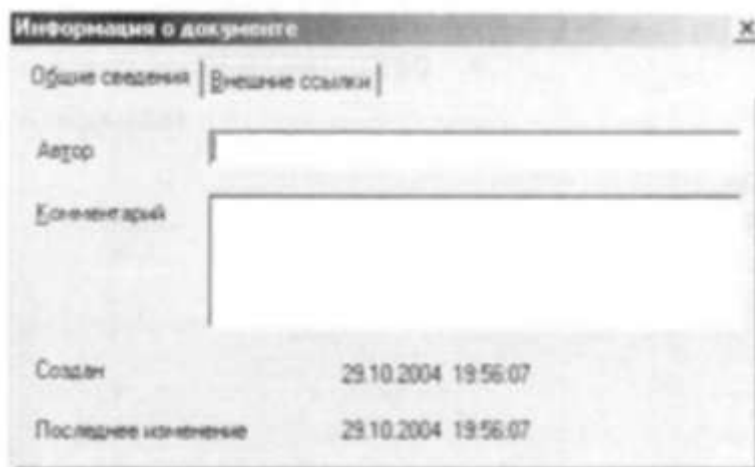 Информация о документе
Общие сведения Внешние ссылки
Автор
Комментарий
Создан 29.10.2004 19:56:07
Последнее изменение 29.10.2004 19:56:07